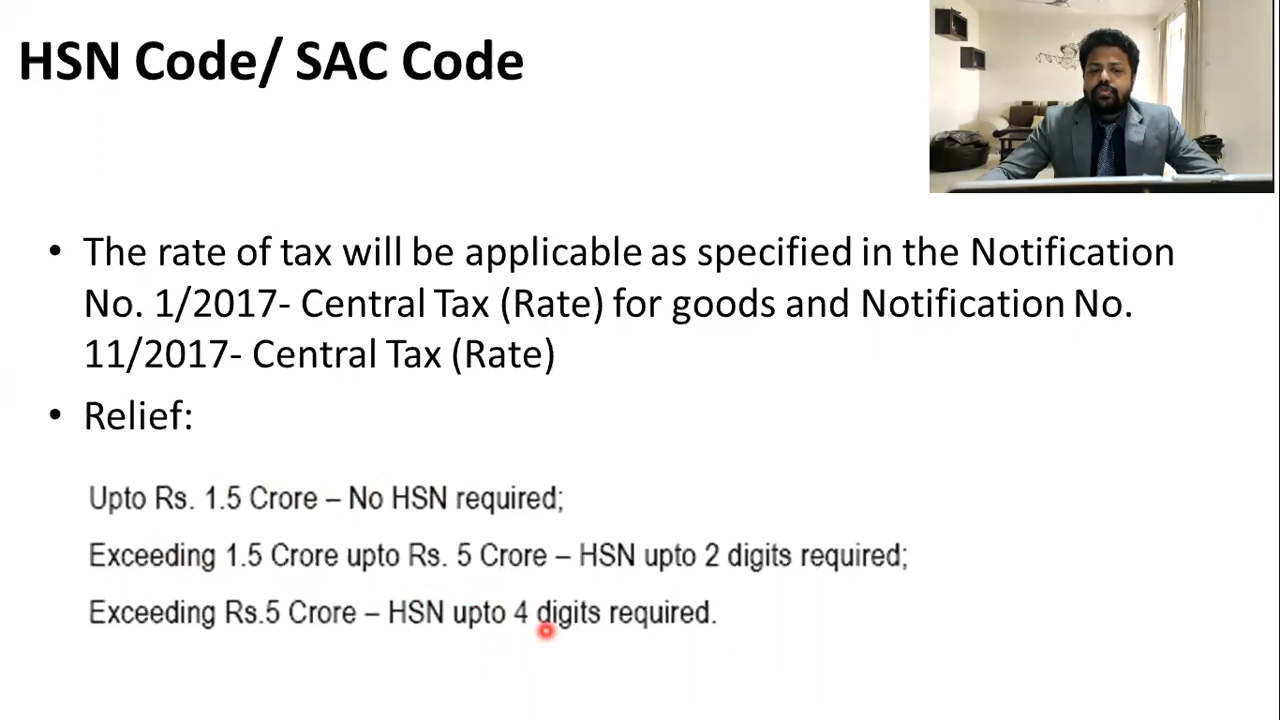 HSN Code/ SAC Code
• The rate of tax will be applicable as specified in the Notification
No. 1/2017- Central Tax (Rate) for goods and Notification No.
11/2017- Central Tax (Rate)
• Relief:
Upto Rs. 1.5 Crore – No HSN required;
Exceeding 1.5 Crore upto Rs. 5 Crore – HSN upto 2 digits required;
Exceeding Rs.5 Crore – HSN upto 4 digits required.